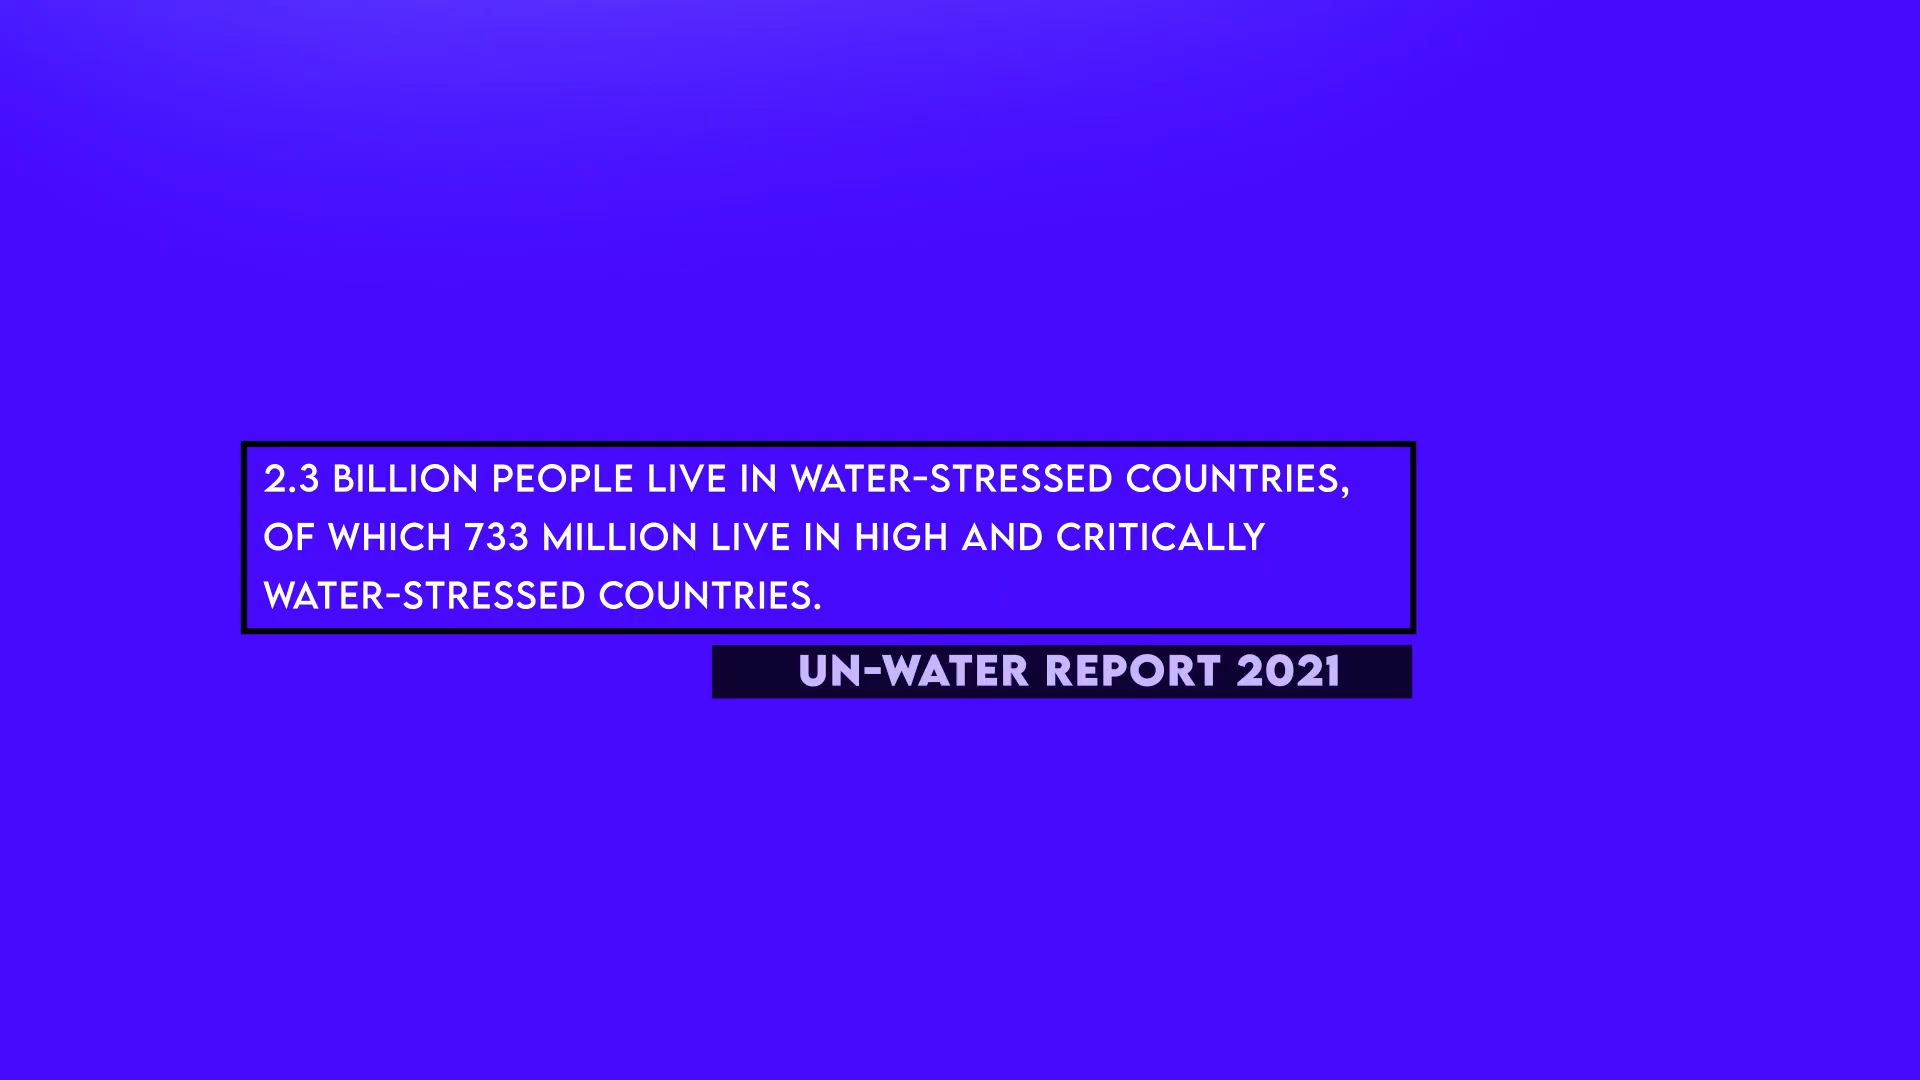 2.3 BILLION PEOPLE LIVE IN WATER-STRESSED COUNTRIES,
OF WHICH 733 MILLION LIVE IN HIGH AND CRITICALLY
WATER-STRESSED COUNTRIES.
UN-WATER REPORT 2021